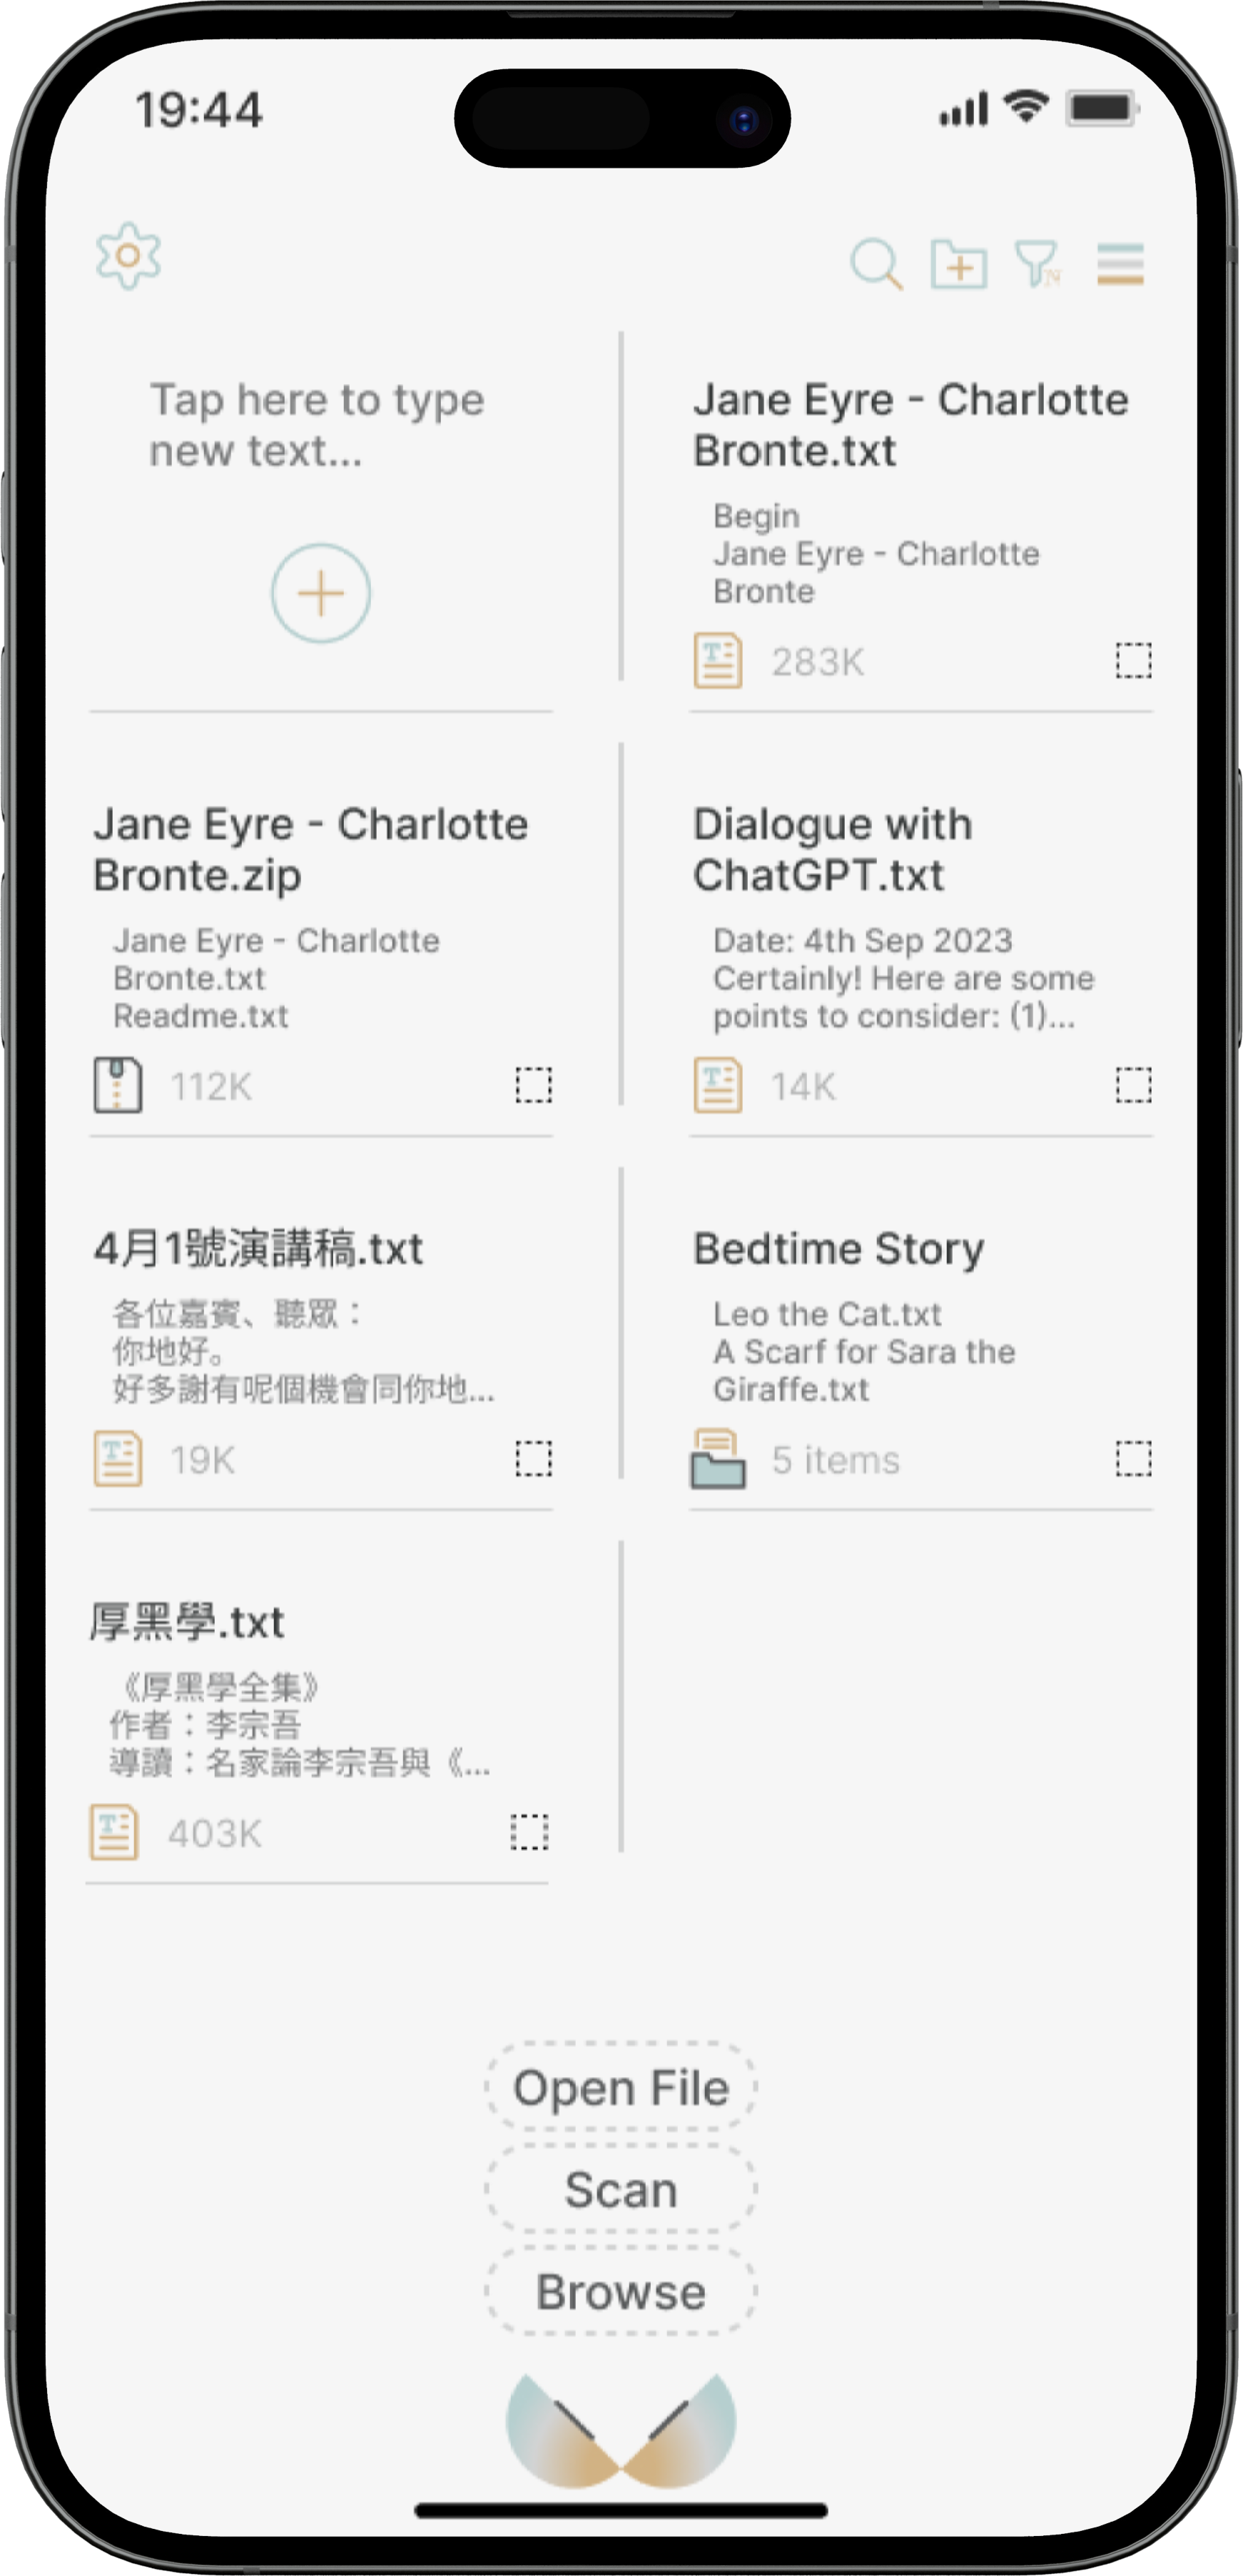 19:44
Tap here to type
new text...
Jane Eyre - Charlotte
Bronte.txt
Begin
Jane Eyre - Charlotte
Bronte
283K
Jane Eyre - Charlotte
Bronte.zip
Jane Eyre - Charlotte
Bronte.txt
Readme.txt
112K
Dialogue with
ChatGPT.txt
Date: 4th Sep 2023
Certainly! Here are some
points to consider: (1)...
14K
4月1號演講稿.txt
各位嘉賓、聽眾：
你地好。
好多謝有呢個機會同你地...
19K
Bedtime Story
Leo the Cat.txt
A Scarf for Sara the
Giraffe.txt
5 items
厚黑學.txt
《厚黑學全集》
作者：李宗吾
導讀：名家論李宗吾與《...
403K
Open File
Scan
Browse